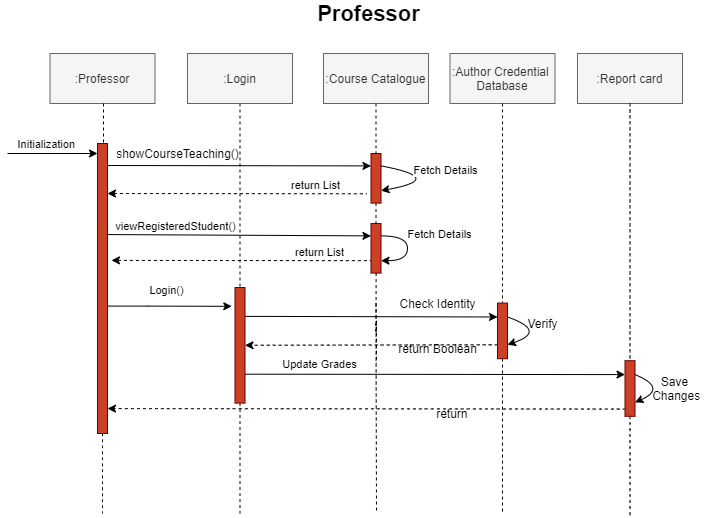 Professor
:Professor
:Login
:Course Catalogue
:Author Credential
Database
:Report card
Initialization
showCourseTeaching()
Fetch Details
return List
viewRegisteredStudent()
Fetch Details
return List
Login()
Check Identity
Verify
return Boolean
Update Grades
Save
Changes
return